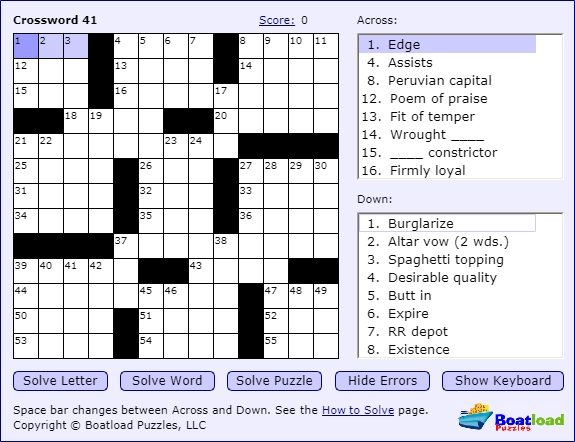 Crossword 41 Score: 0
1 2 3 4 5 6 7 8 9 10 11
12 13 14
15 16 17
18 19 20
21 22 23 24
25 26 27 28 29 30
31 32 33
34 35 36
37 38
39 40 41 42 43
44 45 46 47 48 49
50 51 52
53 54 55
Across:
1. Edge
4. Assists
8. Peruvian capital
12. Poem of praise
13. Fit of temper
14. Wrought ____
15. ____ constrictor
16. Firmly loyal
Down:
1. Burglarize
2. Altar vow (2 wds.)
3. Spaghetti topping
4. Desirable quality
5. Butt in
6. Expire
7. RR depot
8. Existence
Solve Letter Solve Word Solve Puzzle Hide Errors Show Keyboard
Space bar changes between Across and Down. See the How to Solve page.
Copyright © Boatload Puzzles, LLC
Boatload
Puzzles